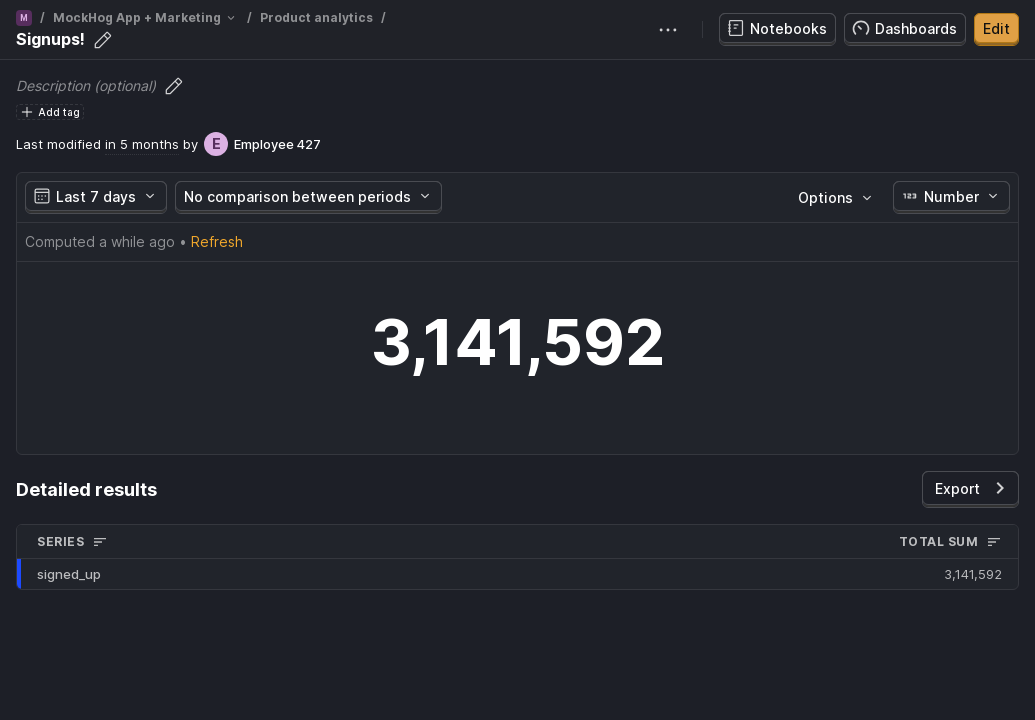 M / MockHog App + Marketing / Product analytics /
Signups!
Notebooks
Dashboards
Edit
Description (optional)
Add tag
Last modified in 5 months by E Employee 427
Last 7 days
No comparison between periods
Options
123 Number
Computed a while ago • Refresh
3,141,592
Detailed results
Export
SERIES TOTAL SUM
signed_up 3,141,592